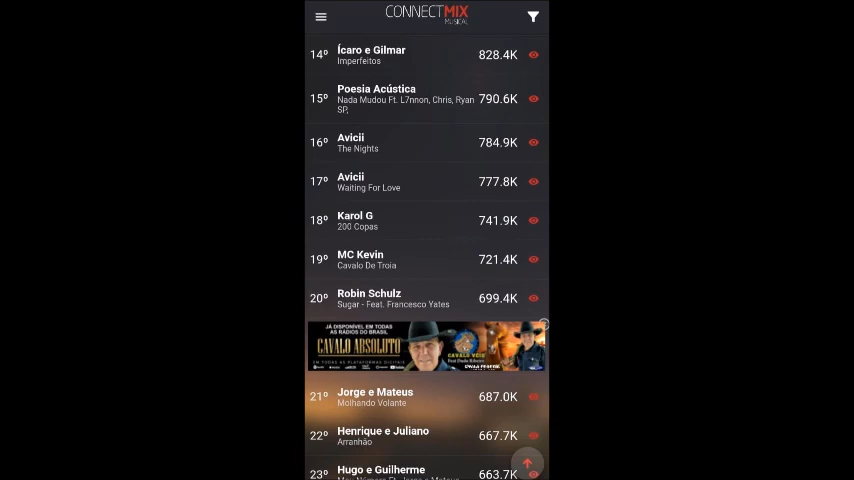 CONNECTMIX
MUSICAL
14º Ícaro e Gilmar 828.4K
Imperfeitos
15º Poesia Acústica 790.6K
Nada Mudou Ft. L7nnon, Chris, Ryan
SP,
16º Avicii 784.9K
The Nights
17º Avicii 777.8K
Waiting For Love
18º Karol G 741.9K
200 Copas
19º MC Kevin 721.4K
Cavalo De Troia
20º Robin Schulz 699.4K
Sugar - Feat. Francesco Yates
JÁ DISPONÍVEL EM TODAS
AS RÁDIOS DO BRASIL
CAVALO ABSOLUTO
EM TODAS AS PLATAFORMAS DIGITAIS
CAVALO VEIO
21º Jorge e Mateus 687.0K
Molhando Volante
22º Henrique e Juliano 667.7K
Arranhão
23º Hugo e Guilherme 663.7K